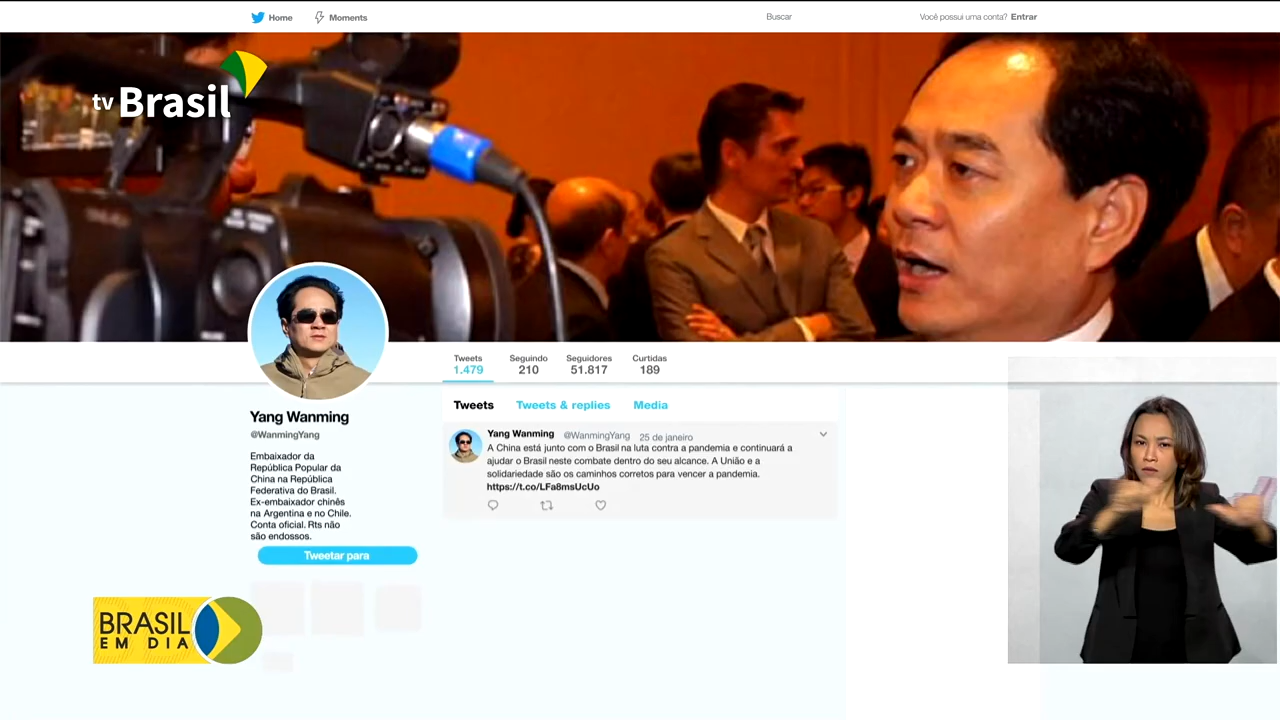 Home
Moments
Buscar
Você possui uma conta? Entrar
tv Brasil
Tweets
Seguindo
Seguidores
Curtidas
1.479
210
51.817
189
Tweets
Tweets & replies
Media
Yang Wanming
@WanmingYang
Embaixador da
República Popular da
China na República
Federativa do Brasil.
Ex-embaixador chinês
na Argentina e no Chile.
Conta oficial. Rts não
são endossos.
Tweetar para
Yang Wanming @WanmingYang 25 de janeiro
A China está junto com o Brasil na luta contra a pandemia e continuará a
ajudar o Brasil neste combate dentro do seu alcance. A União e a
solidariedade são os caminhos corretos para vencer a pandemia.
https://t.co/LFa8msUcUo
BRASIL
EM DIA